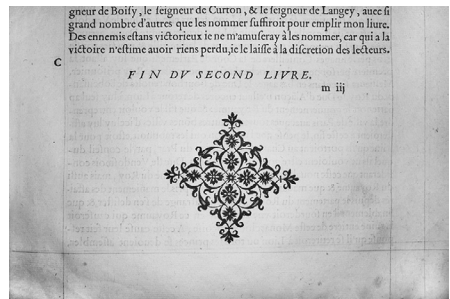 gneur de Boisy, le seigneur de Curton, & le seigneur de Langey, auec si
grand nombre d'autres que les nommer suffiroit pour emplir mon liure.
Des ennemis estans victorieux ie ne m'amuseray à les nommer, car qui a la
victoire n'estime auoir riens perdu, ie le laisse à la discretion des lecteurs.
C
FIN DV SECOND LIVRE.
m iij